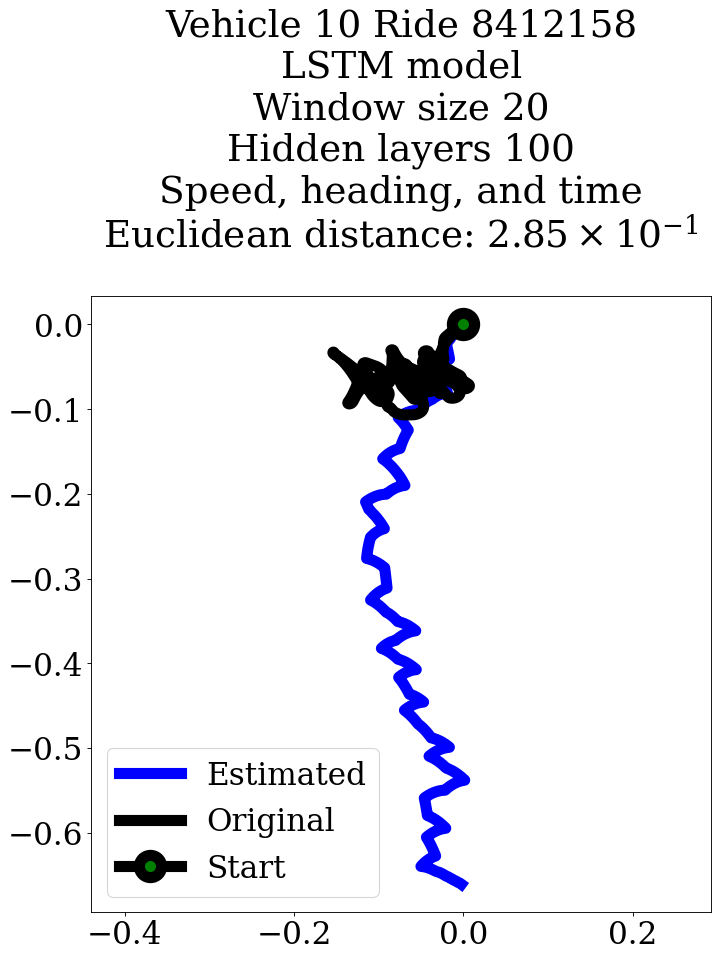 Vehicle 10 Ride 8412158
LSTM model
Window size 20
Hidden layers 100
Speed, heading, and time
Euclidean distance: 2.85 × 10⁻¹
0.0
−0.1
−0.2
−0.3
−0.4
−0.5
−0.6
Estimated
Original
Start
−0.4 −0.2 0.0 0.2